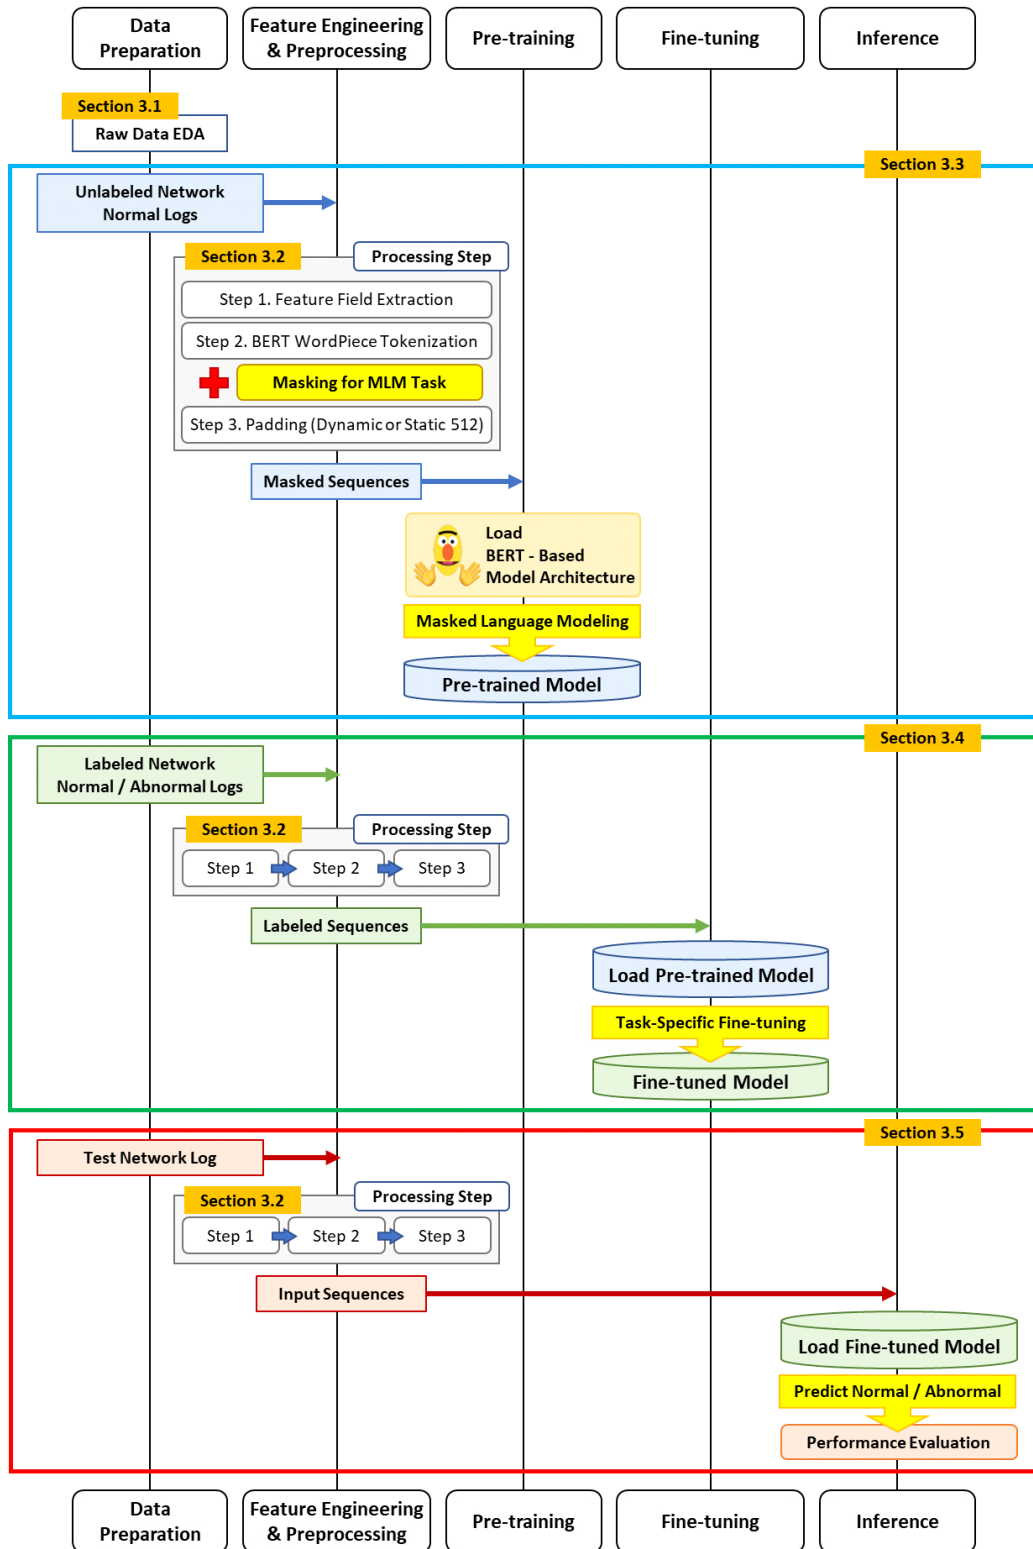 Data
Preparation
Feature Engineering
& Preprocessing
Pre-training
Fine-tuning
Inference
Section 3.1
Raw Data EDA
Section 3.3
Unlabeled Network
Normal Logs
Section 3.2
Processing Step
Step 1. Feature Field Extraction
Step 2. BERT WordPiece Tokenization
Masking for MLM Task
Step 3. Padding (Dynamic or Static 512)
Masked Sequences
Load
BERT - Based
Model Architecture
Masked Language Modeling
Pre-trained Model
Section 3.4
Labeled Network
Normal / Abnormal Logs
Section 3.2
Processing Step
Step 1
Step 2
Step 3
Labeled Sequences
Load Pre-trained Model
Task-Specific Fine-tuning
Fine-tuned Model
Section 3.5
Test Network Log
Section 3.2
Processing Step
Step 1
Step 2
Step 3
Input Sequences
Load Fine-tuned Model
Predict Normal / Abnormal
Performance Evaluation
Data
Preparation
Feature Engineering
& Preprocessing
Pre-training
Fine-tuning
Inference